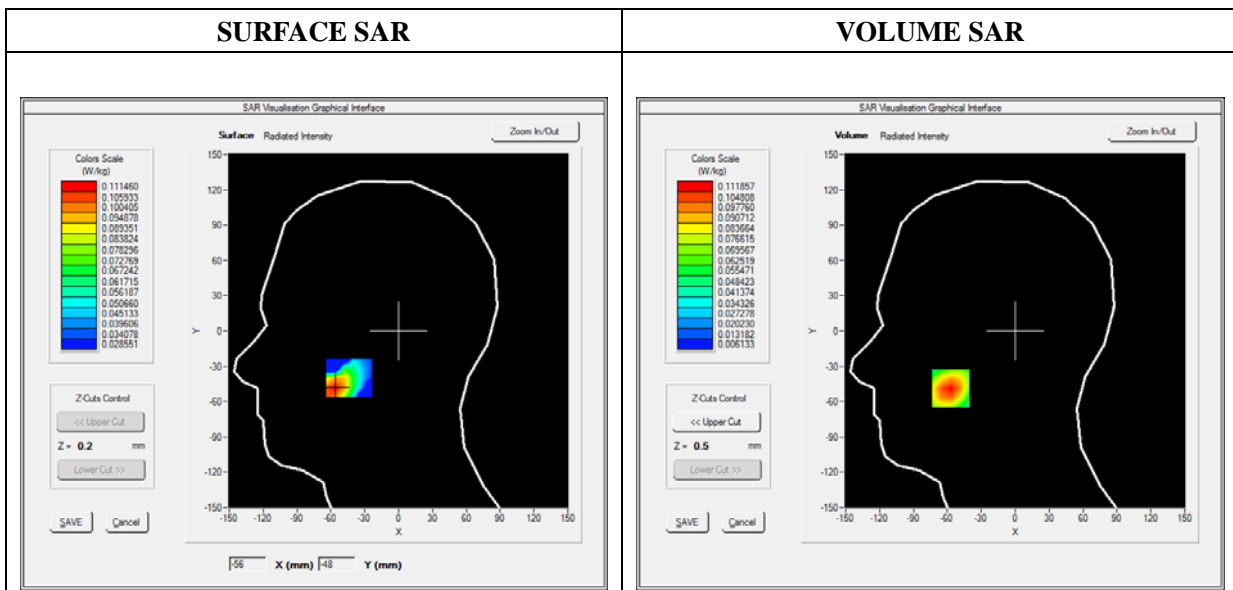 SURFACE SAR
SAR Visualisation Graphical Interface
Surface Radiated Intensity
Zoom In/Out
Colors Scale
(W/kg)
0.111460
0.105933
0.100405
0.094878
0.089351
0.083824
0.078296
0.072769
0.067242
0.061715
0.056187
0.050660
0.045133
0.039606
0.034078
0.028551
Z-Cuts Control
<< Upper Cut
Z = 0.2 mm
Lower Cut >>
SAVE Cancel
150
120
90
60
30
0
-30
-60
-90
-120
-150
Y
-150 -120 -90 -60 -30 0 30 60 90 120 150
X
-56 X (mm) -48 Y (mm)
VOLUME SAR
SAR Visualisation Graphical Interface
Volume Radiated Intensity
Zoom In/Out
Colors Scale
(W/kg)
0.111857
0.104808
0.097760
0.090712
0.083664
0.076615
0.069567
0.062519
0.055471
0.048423
0.041374
0.034326
0.027278
0.020230
0.013182
0.006133
Z-Cuts Control
<< Upper Cut
Z = 0.5 mm
Lower Cut >>
SAVE Cancel
150
120
90
60
30
0
-30
-60
-90
-120
-150
Y
-150 -120 -90 -60 -30 0 30 60 90 120 150
X